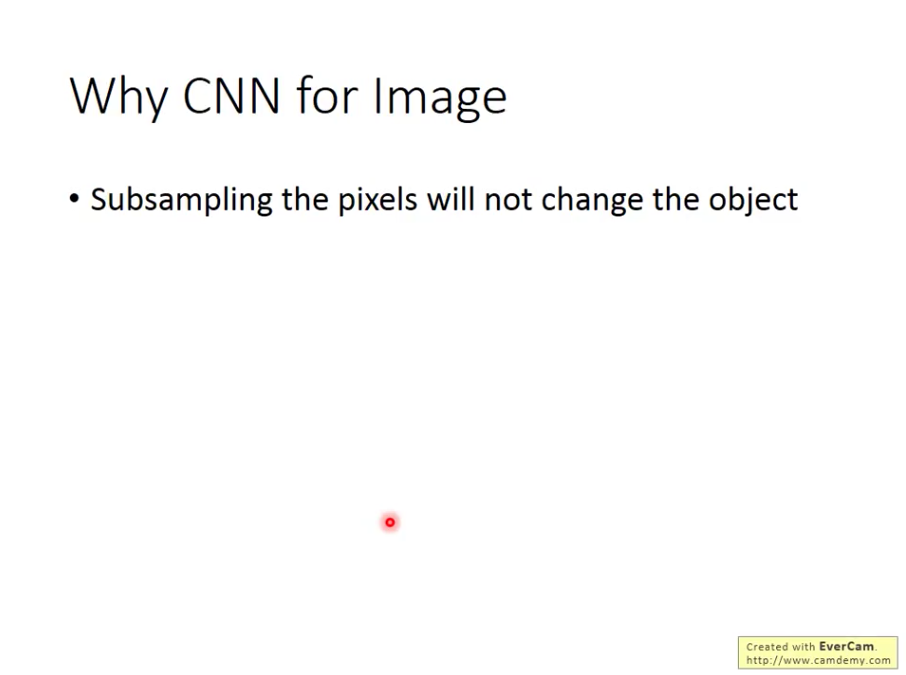 Why CNN for Image
• Subsampling the pixels will not change the object
Created with EverCam.
http://www.camdemy.com